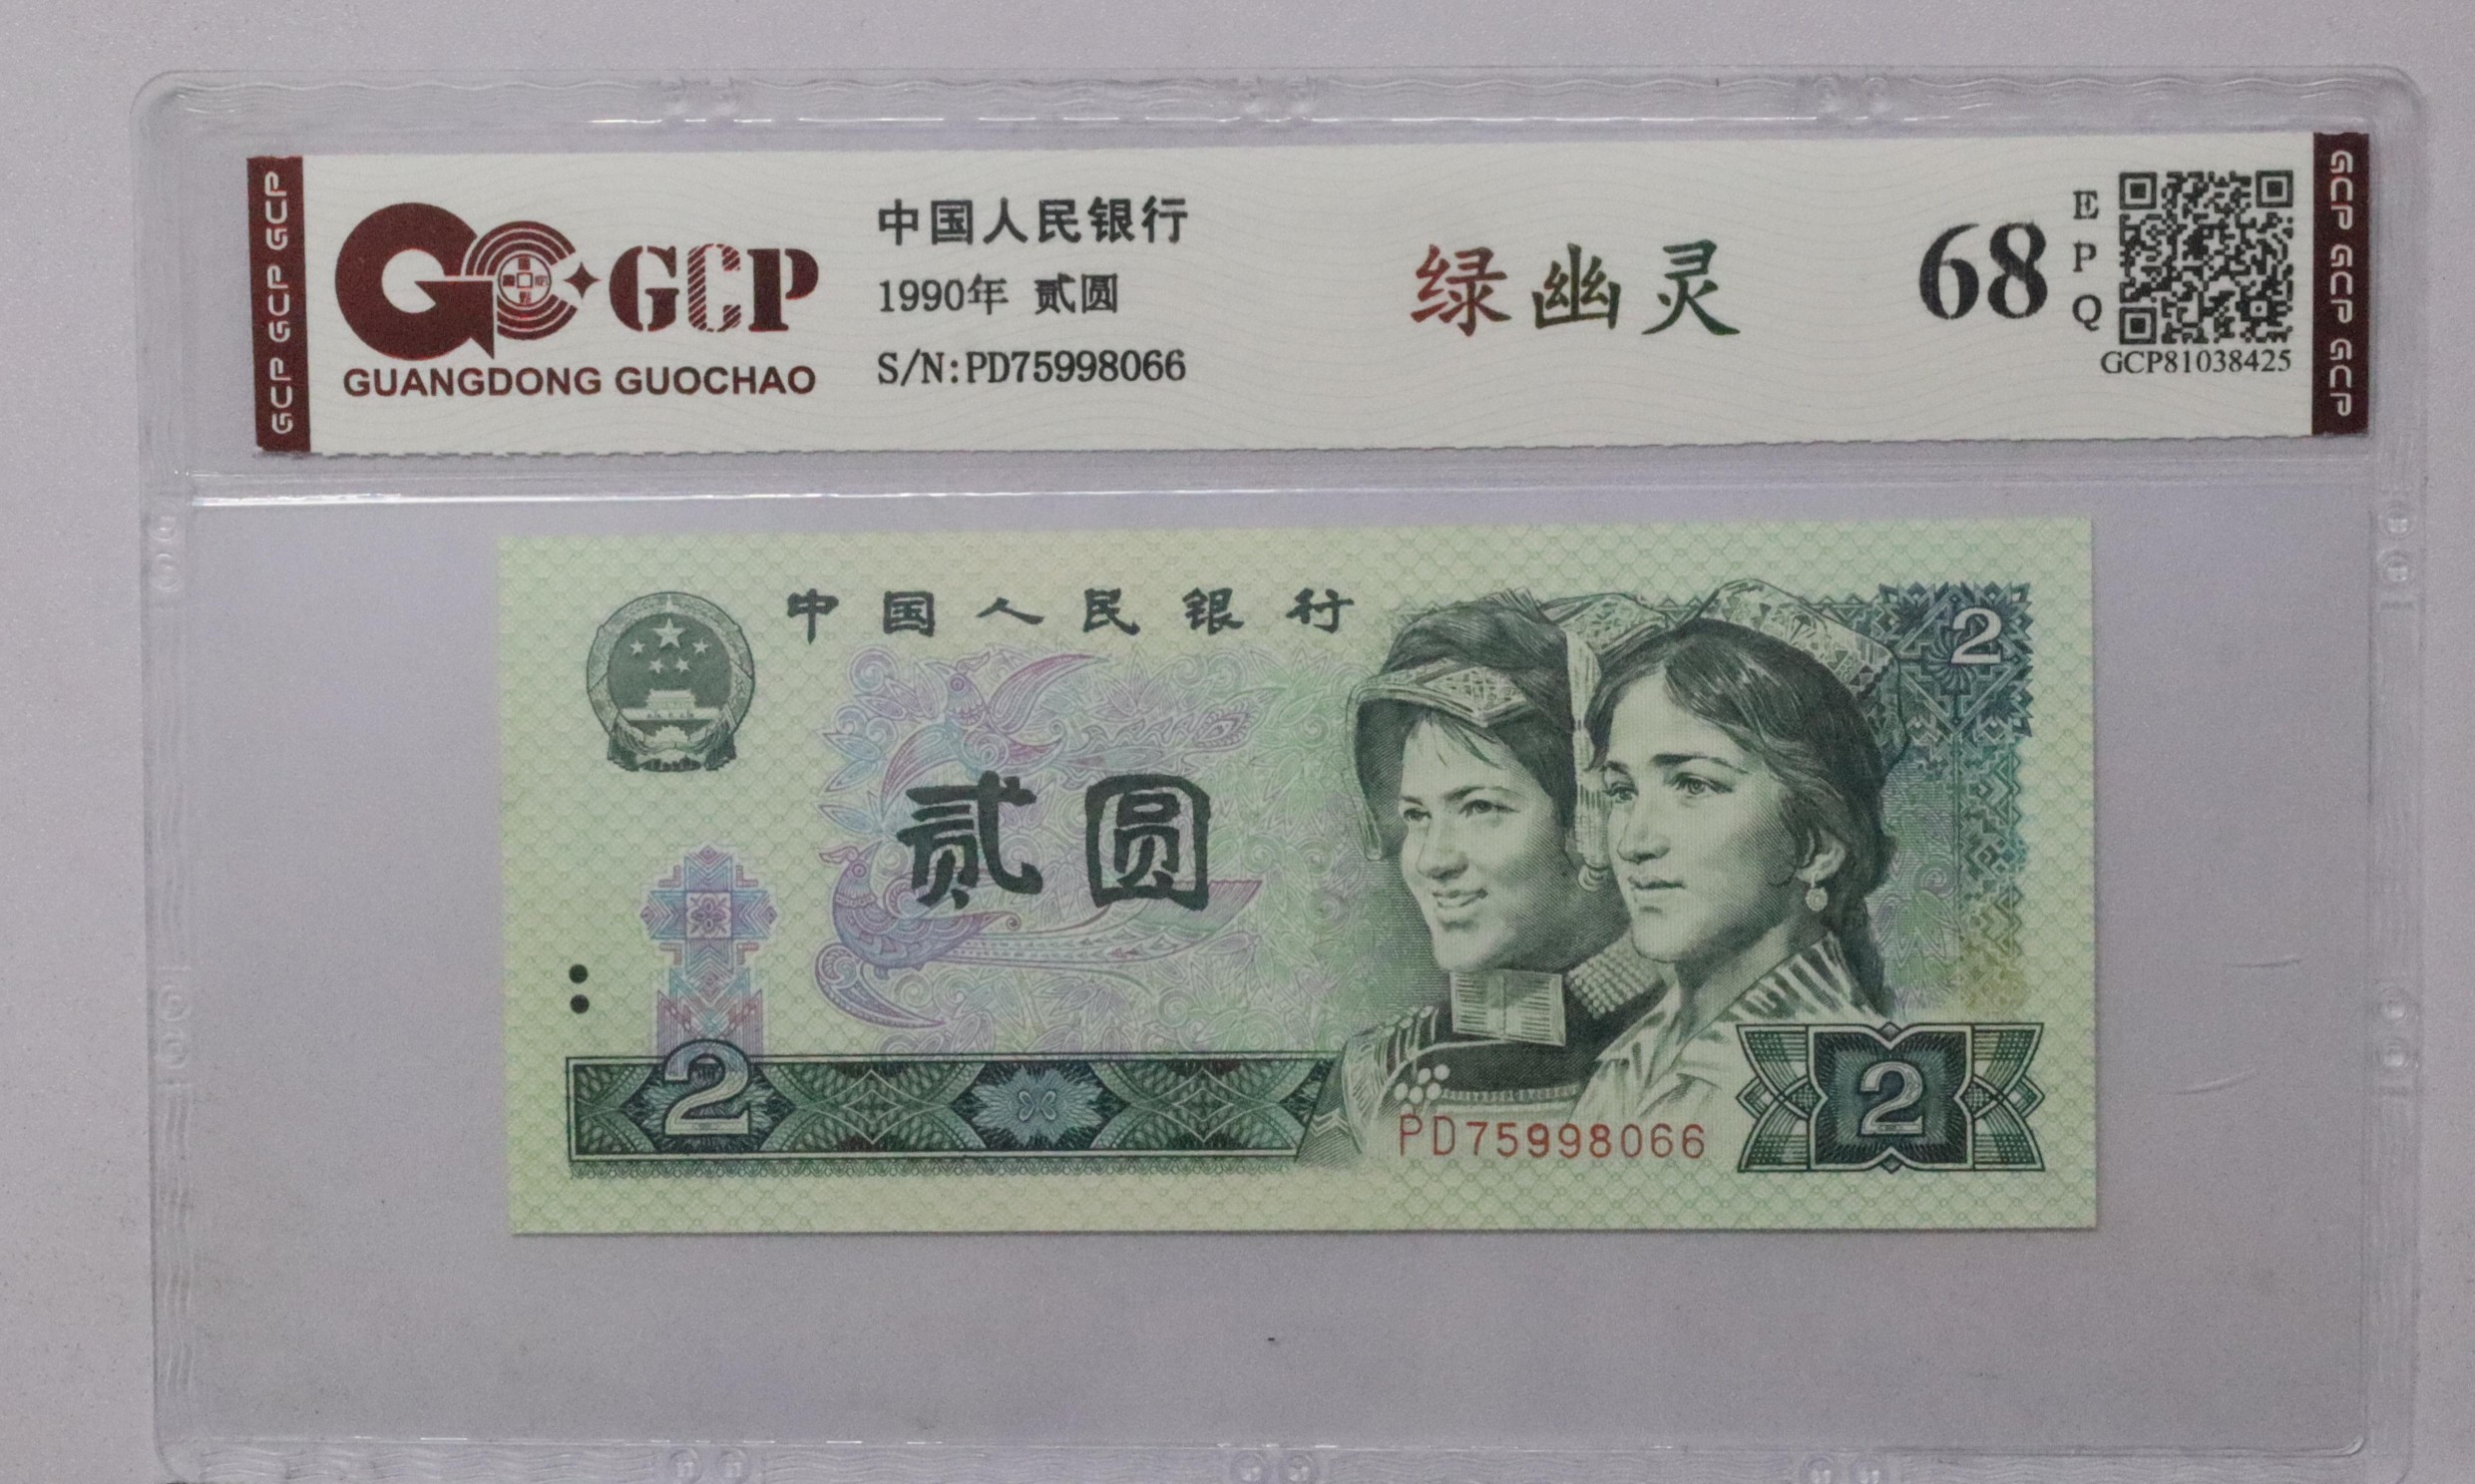 GCP GCP GCP
GCP
GUANGDONG GUOCHAO
中国人民银行
1990年 贰圆
S/N:PD75998066
绿幽灵
68
E
P
Q
GCP81038425
GCP GCP GCP
中国人民银行
2
贰圆
2
PD75998066
2